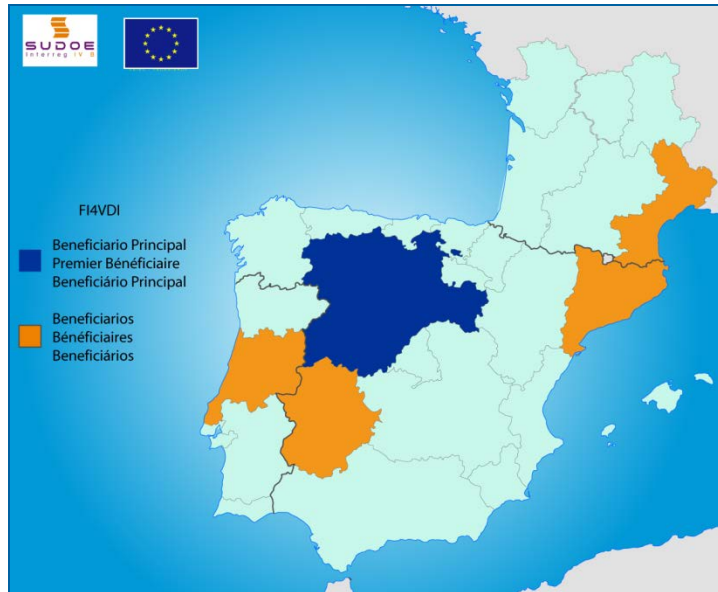 SUDOE
Interreg IV B
FI4VDI
Beneficiario Principal
Premier Bénéficiaire
Beneficiário Principal
Beneficiarios
Bénéficiaires
Beneficiários